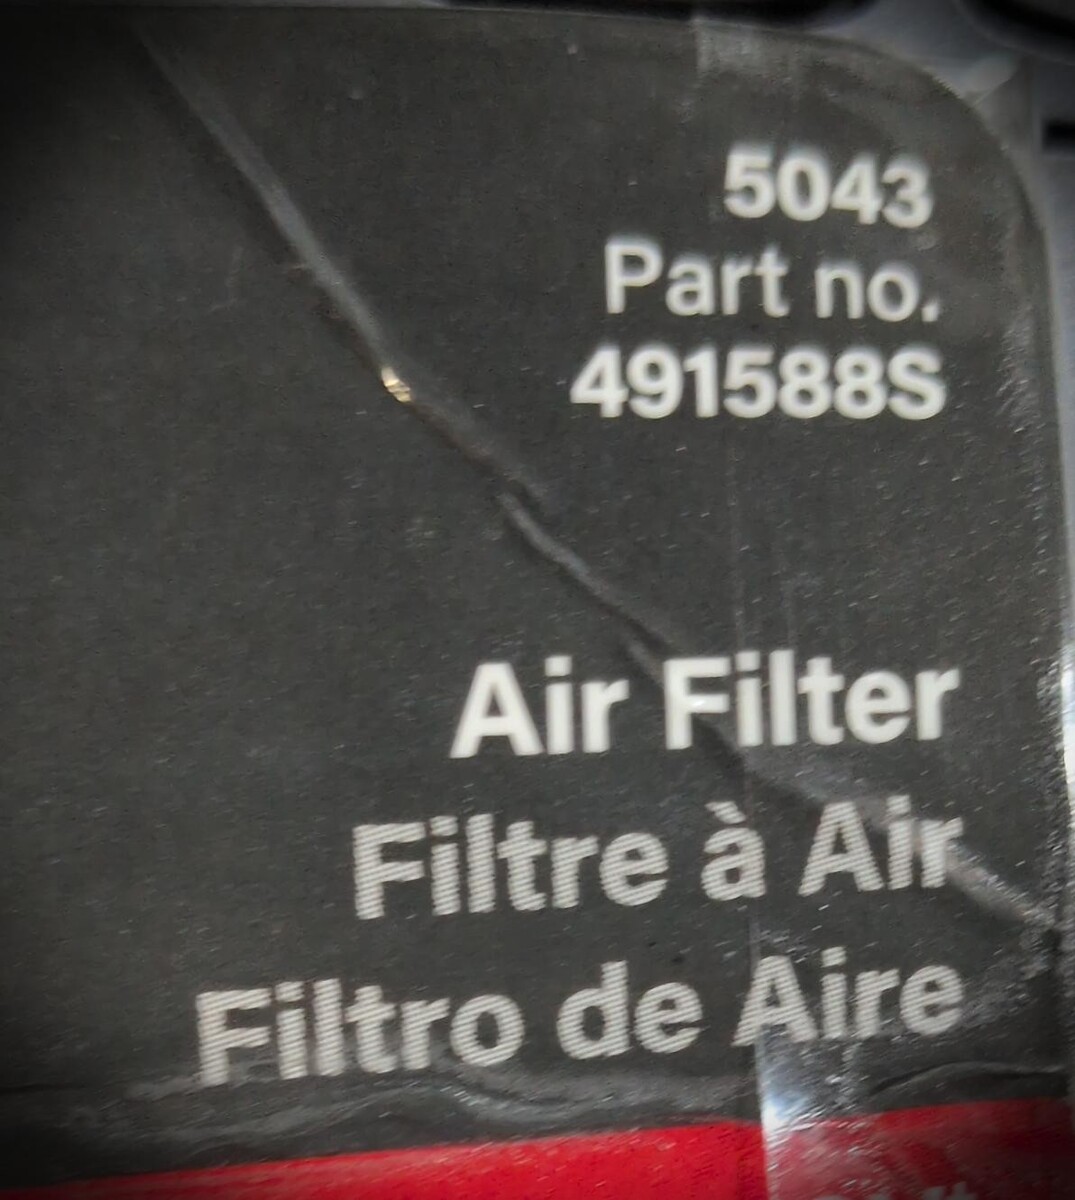 5043
Part no.
491588S
Air Filter
Filtre à Air
Filtro de Aire